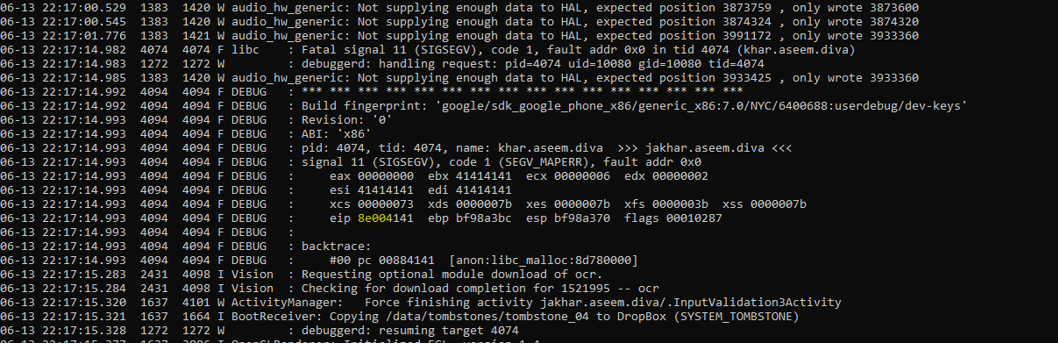 06-13 22:17:00.529  1383  1420 W audio_hw_generic: Not supplying enough data to HAL, expected position 3873759 , only wrote 3873600
06-13 22:17:00.545  1383  1420 W audio_hw_generic: Not supplying enough data to HAL, expected position 3874324 , only wrote 3874320
06-13 22:17:01.776  1383  1421 W audio_hw_generic: Not supplying enough data to HAL, expected position 3991172 , only wrote 3933360
06-13 22:17:14.982  4074  4074 F libc    : Fatal signal 11 (SIGSEGV), code 1, fault addr 0x0 in tid 4074 (khar.aseem.diva)
06-13 22:17:14.983  1272  1272 W         : debuggerd: handling request: pid=4074 uid=10080 gid=10080 tid=4074
06-13 22:17:14.985  1383  1420 W audio_hw_generic: Not supplying enough data to HAL, expected position 3933425 , only wrote 3933360
06-13 22:17:14.992  4094  4094 F DEBUG   : *** *** *** *** *** *** *** *** *** *** *** *** *** *** *** ***
06-13 22:17:14.993  4094  4094 F DEBUG   : Build fingerprint: 'google/sdk_google_phone_x86/generic_x86:7.0/NYC/6400688:userdebug/dev-keys'
06-13 22:17:14.993  4094  4094 F DEBUG   : Revision: '0'
06-13 22:17:14.993  4094  4094 F DEBUG   : ABI: 'x86'
06-13 22:17:14.993  4094  4094 F DEBUG   : pid: 4074, tid: 4074, name: khar.aseem.diva  >>> jakhar.aseem.diva <<<
06-13 22:17:14.993  4094  4094 F DEBUG   : signal 11 (SIGSEGV), code 1 (SEGV_MAPERR), fault addr 0x0
06-13 22:17:14.993  4094  4094 F DEBUG   :     eax 00000000  ebx 41414141  ecx 00000006  edx 00000002
06-13 22:17:14.993  4094  4094 F DEBUG   :     esi 41414141  edi 41414141
06-13 22:17:14.993  4094  4094 F DEBUG   :     xcs 00000073  xds 0000007b  xes 0000007b  xfs 0000003b  xss 0000007b
06-13 22:17:14.993  4094  4094 F DEBUG   :     eip 8e004141  ebp bf98a3bc  esp bf98a370  flags 00010287
06-13 22:17:14.993  4094  4094 F DEBUG   :
06-13 22:17:14.993  4094  4094 F DEBUG   : backtrace:
06-13 22:17:14.993  4094  4094 F DEBUG   :     #00 pc 00884141  [anon:libc_malloc:8d780000]
06-13 22:17:15.283  2431  4098 I Vision  : Requesting optional module download of ocr.
06-13 22:17:15.284  2431  4098 I Vision  : Checking for download completion for 1521995 -- ocr
06-13 22:17:15.320  1637  4101 W ActivityManager:   Force finishing activity jakhar.aseem.diva/.InputValidation3Activity
06-13 22:17:15.321  1637  1664 I BootReceiver: Copying /data/tombstones/tombstone_04 to DropBox (SYSTEM_TOMBSTONE)
06-13 22:17:15.328  1272  1272 W         : debuggerd: resuming target 4074